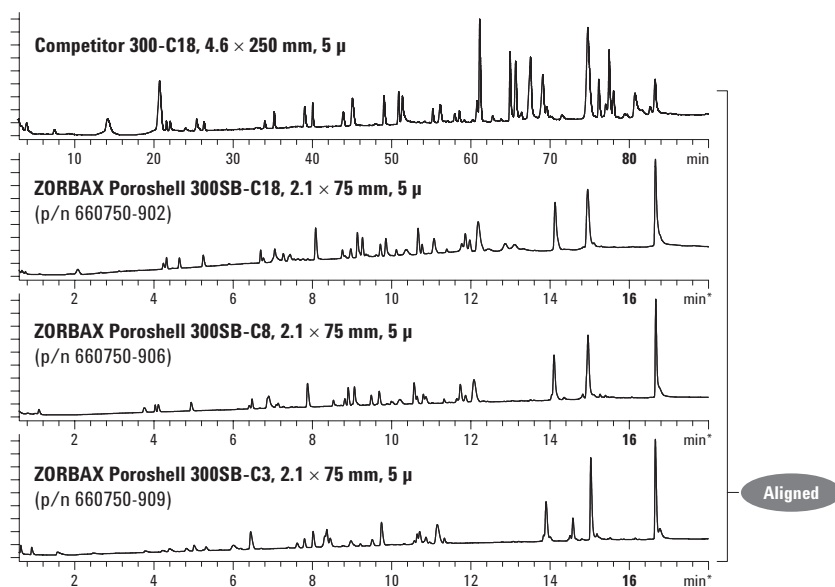 Competitor 300-C18, 4.6 × 250 mm, 5 µ
10 20 30 40 50 60 70 80 min
ZORBAX Poroshell 300SB-C18, 2.1 × 75 mm, 5 µ
(p/n 660750-902)
2 4 6 8 10 12 14 16 min*
ZORBAX Poroshell 300SB-C8, 2.1 × 75 mm, 5 µ
(p/n 660750-906)
2 4 6 8 10 12 14 16 min*
ZORBAX Poroshell 300SB-C3, 2.1 × 75 mm, 5 µ
(p/n 660750-909)
Aligned
2 4 6 8 10 12 14 16 min*